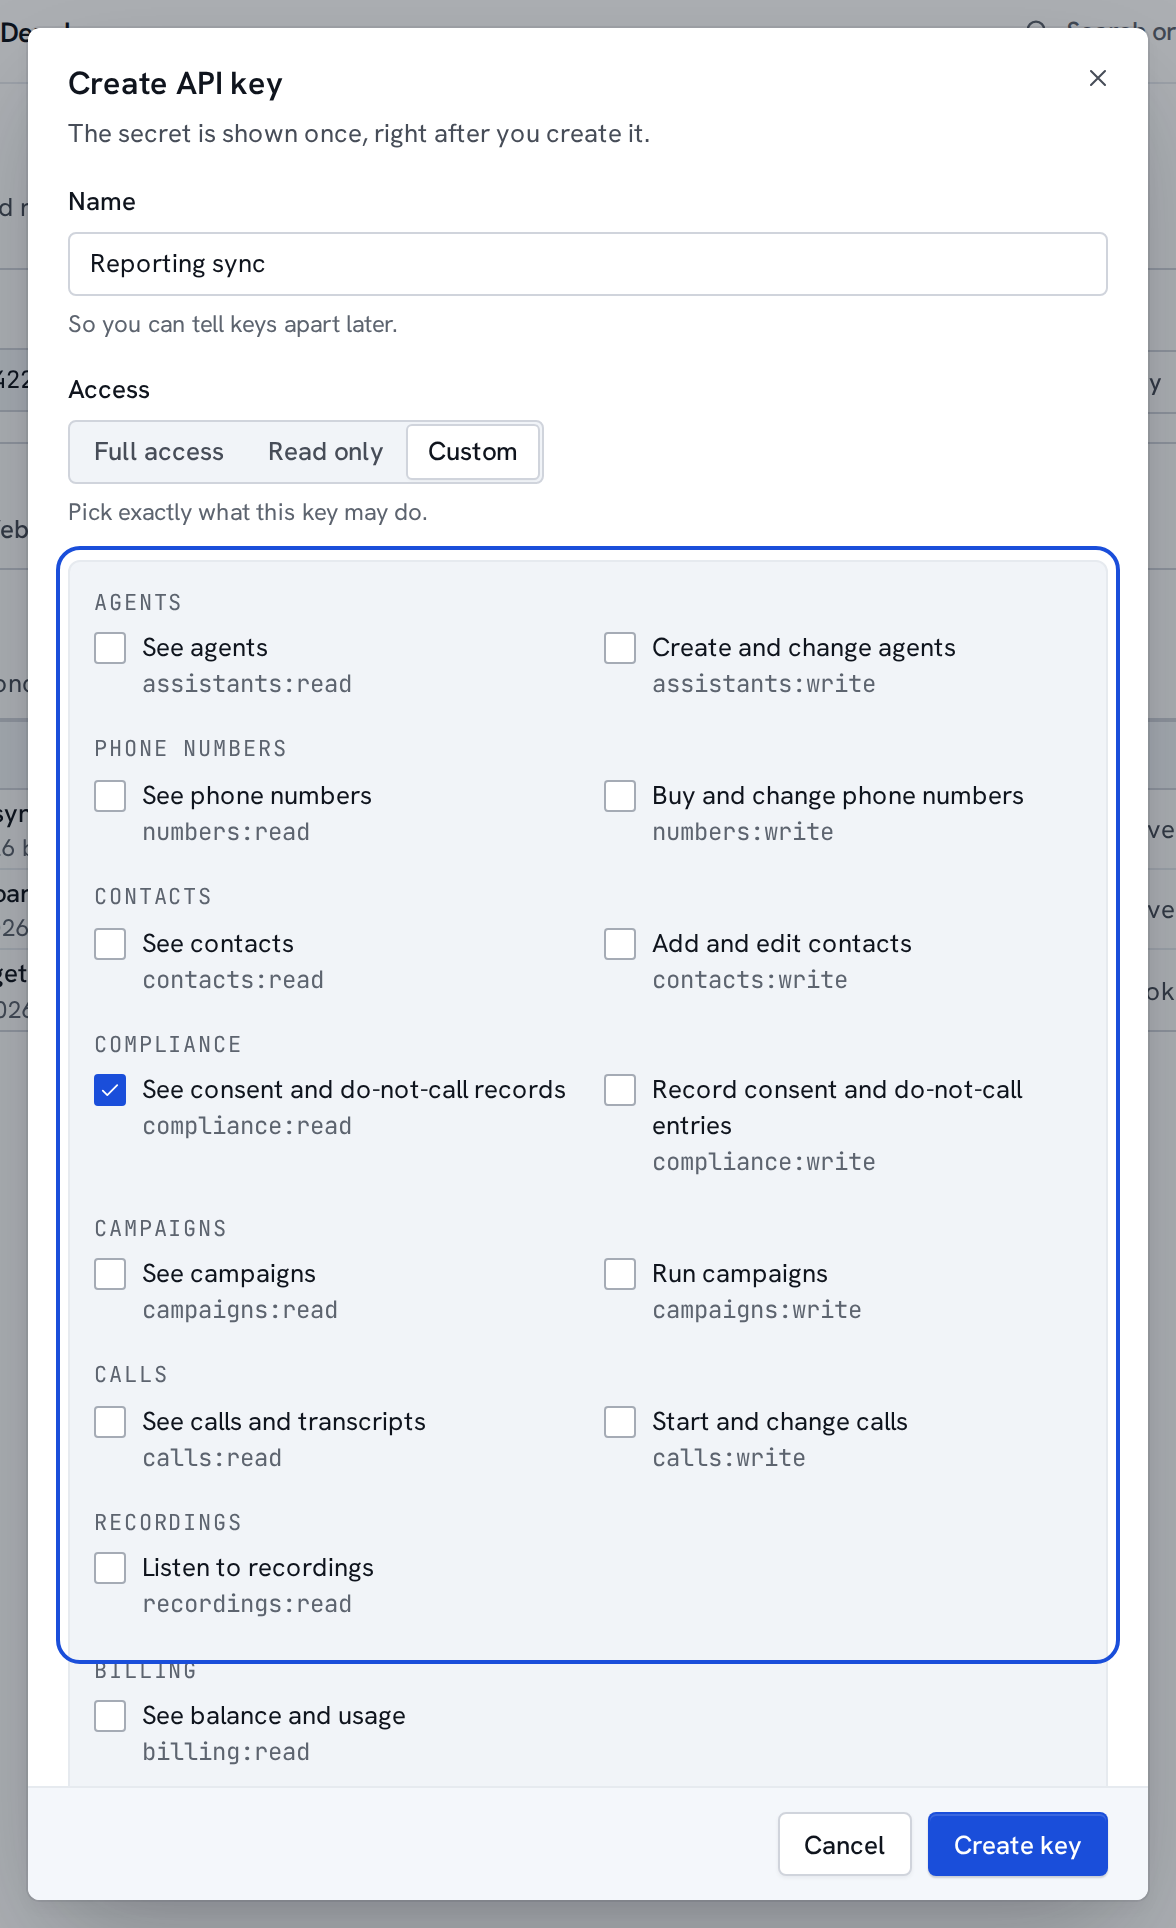 Create API key
The secret is shown once, right after you create it.
Name
Reporting sync
So you can tell keys apart later.
Access
Full access Read only Custom
Pick exactly what this key may do.
AGENTS
See agents Create and change agents
assistants:read assistants:write
PHONE NUMBERS
See phone numbers Buy and change phone numbers
numbers:read numbers:write
CONTACTS
See contacts Add and edit contacts
contacts:read contacts:write
COMPLIANCE
See consent and do-not-call records Record consent and do-not-call
entries
compliance:read compliance:write
CAMPAIGNS
See campaigns Run campaigns
campaigns:read campaigns:write
CALLS
See calls and transcripts Start and change calls
calls:read calls:write
RECORDINGS
Listen to recordings
recordings:read
BILLING
See balance and usage
billing:read
Cancel Create key